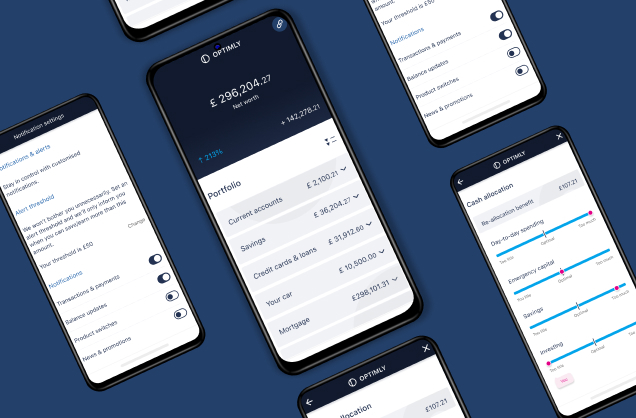 Notification settings
Notifications & alerts
Stay in control with customised
notifications.
Alert threshold
We won't bother you unnecessarily. Set an
alert threshold and we'll only inform you
when you can save/earn more than this
amount.
Your threshold is £50
Change
Notifications
Transactions & payments
Balance updates
Product switches
News & promotions
OPTIMLY
£ 296,204.27
Net worth
↑ 213%
+ 142,278.21
Portfolio
Current accounts
£ 2,100.21
Savings
£ 36,204.27
Credit cards & loans
£ 31,912.60
Your car
£ 10,500.00
Mortgage
£298,101.31
amount.
Your threshold is £50
Notifications
Transactions & payments
Balance updates
Product switches
News & promotions
OPTIMLY
Cash allocation
Re-allocation benefit
£107.21
Day-to-day spending
Too little
Optimal
Too much
Emergency capital
Too little
Optimal
Too much
Savings
Too little
Optimal
Too much
Investing
Too little
Optimal
Too much
OPTIMLY
allocation
£107.21